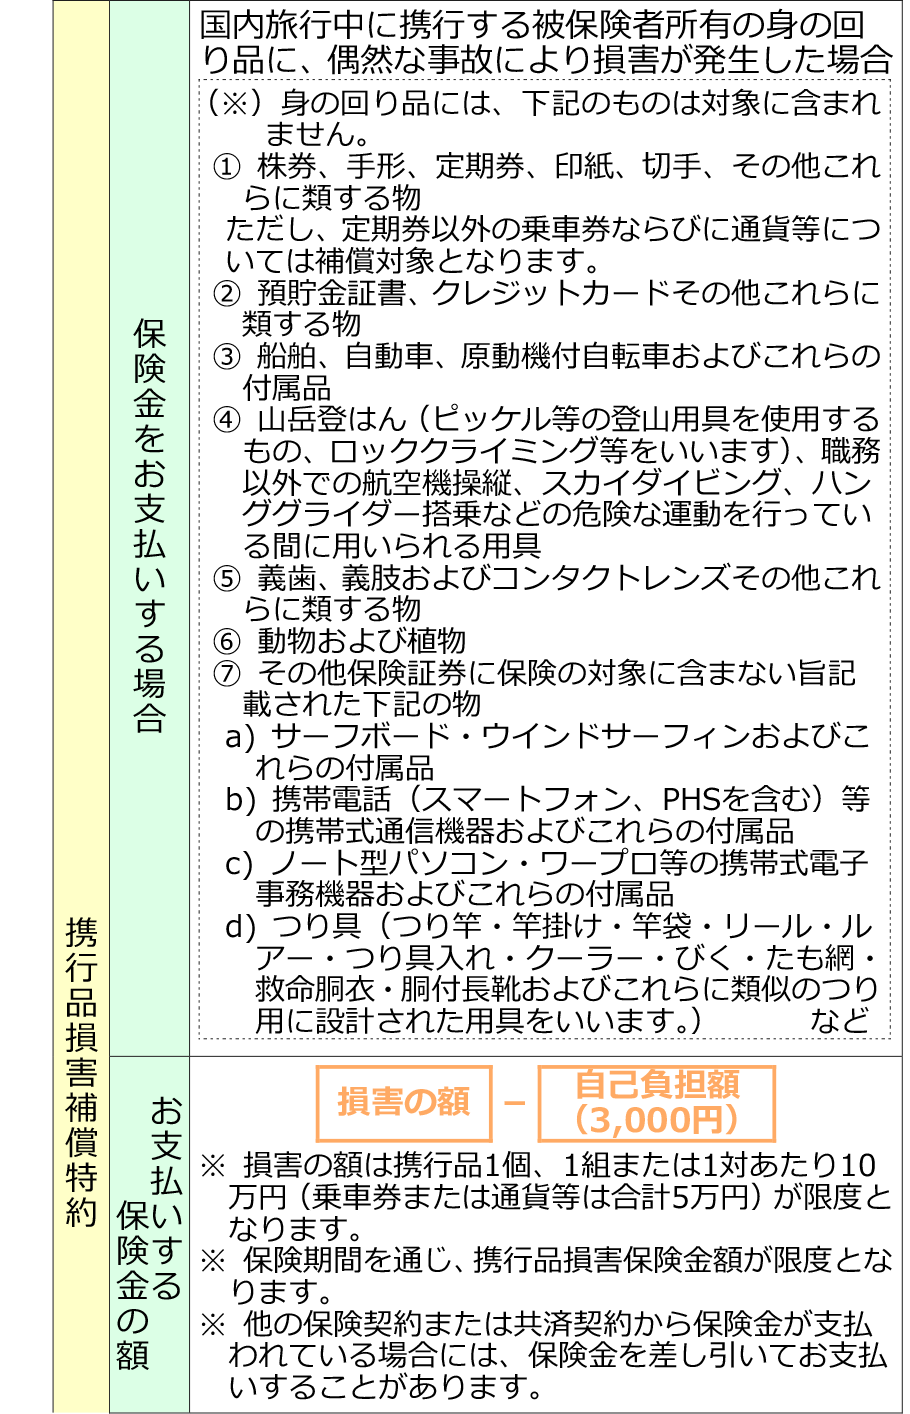 携行品損害補償特約
保険金をお支払いする場合
国内旅行中に携行する被保険者所有の身の回
り品に、偶然な事故により損害が発生した場合
（※）身の回り品には、下記のものは対象に含まれ
ません。
① 株券、手形、定期券、印紙、切手、その他これ
らに類する物
ただし、定期券以外の乗車券ならびに通貨等につ
いては補償対象となります。
② 預貯金証書、クレジットカードその他これらに
類する物
③ 船舶、自動車、原動機付自転車およびこれらの
付属品
④ 山岳登はん（ピッケル等の登山用具を使用する
もの、ロッククライミング等をいいます）、職務
以外での航空機操縦、スカイダイビング、ハン
ググライダー搭乗などの危険な運動を行ってい
る間に用いられる用具
⑤ 義歯、義肢およびコンタクトレンズその他これ
らに類する物
⑥ 動物および植物
⑦ その他保険証券に保険の対象に含まない旨記
載された下記の物
a) サーフボード・ウインドサーフィンおよびこ
れらの付属品
b) 携帯電話（スマートフォン、PHSを含む）等
の携帯式通信機器およびこれらの付属品
c) ノート型パソコン・ワープロ等の携帯式電子
事務機器およびこれらの付属品
d) つり具（つり竿・竿掛け・竿袋・リール・ル
アー・つり具入れ・クーラー・びく・たも網・
救命胴衣・胴付長靴およびこれらに類似のつり
用に設計された用具をいいます。） など
お支払いする
保険金の額
損害の額 − 自己負担額
（3,000円）
※ 損害の額は携行品1個、1組または1対あたり10
万円（乗車券または通貨等は合計5万円）が限度と
なります。
※ 保険期間を通じ、携行品損害保険金額が限度とな
ります。
※ 他の保険契約または共済契約から保険金が支払
われている場合には、保険金を差し引いてお支払
いすることがあります。